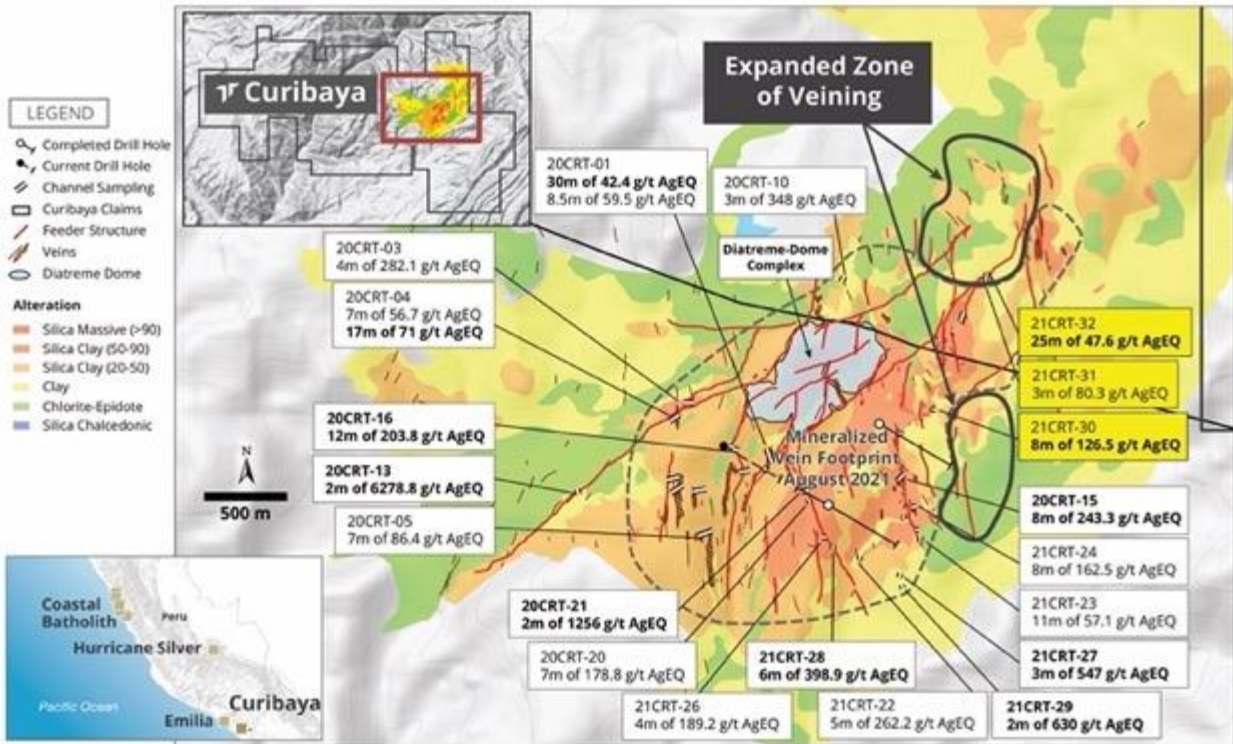 LEGEND
Completed Drill Hole
Current Drill Hole
Channel Sampling
Curibaya Claims
Feeder Structure
Veins
Diatreme Dome
Alteration
Silica Massive (>90)
Silica Clay (50-90)
Silica Clay (20-50)
Clay
Chlorite-Epidote
Silica Chalcedonic
N
500 m
Curibaya
Expanded Zone
of Veining
20CRT-01
30m of 42.4 g/t AgEQ
8.5m of 59.5 g/t AgEQ
20CRT-10
3m of 348 g/t AgEQ
Diatreme-Dome
Complex
20CRT-03
4m of 282.1 g/t AgEQ
20CRT-04
7m of 56.7 g/t AgEQ
17m of 71 g/t AgEQ
20CRT-16
12m of 203.8 g/t AgEQ
20CRT-13
2m of 6278.8 g/t AgEQ
20CRT-05
7m of 86.4 g/t AgEQ
Mineralized
Vein Footprint
August 2021
21CRT-32
25m of 47.6 g/t AgEQ
21CRT-31
3m of 80.3 g/t AgEQ
21CRT-30
8m of 126.5 g/t AgEQ
20CRT-15
8m of 243.3 g/t AgEQ
21CRT-24
8m of 162.5 g/t AgEQ
21CRT-23
11m of 57.1 g/t AgEQ
21CRT-27
3m of 547 g/t AgEQ
20CRT-21
2m of 1256 g/t AgEQ
20CRT-20
7m of 178.8 g/t AgEQ
21CRT-26
4m of 189.2 g/t AgEQ
21CRT-28
6m of 398.9 g/t AgEQ
21CRT-22
5m of 262.2 g/t AgEQ
21CRT-29
2m of 630 g/t AgEQ
Coastal
Batholith
Peru
Hurricane Silver
Curibaya
Emilia
Pacific Ocean